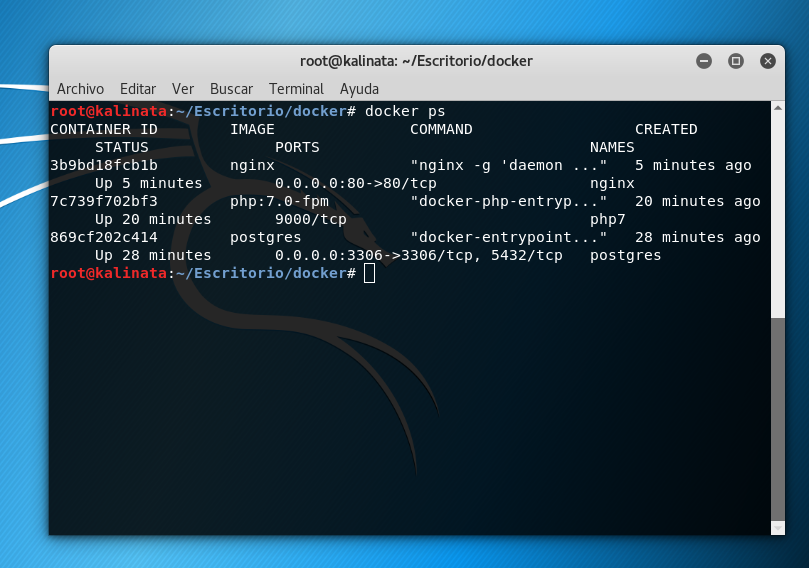 root@kalinata: ~/Escritorio/docker
Archivo Editar Ver Buscar Terminal Ayuda
root@kalinata:~/Escritorio/docker# docker ps
CONTAINER ID        IMAGE               COMMAND                  CREATED
     STATUS              PORTS                              NAMES
3b9bd18fcb1b        nginx               "nginx -g 'daemon ..."   5 minutes ago
     Up 5 minutes        0.0.0.0:80->80/tcp                 nginx
7c739f702bf3        php:7.0-fpm         "docker-php-entryp..."   20 minutes ago
     Up 20 minutes       9000/tcp                           php7
869cf202c414        postgres            "docker-entrypoint..."   28 minutes ago
     Up 28 minutes       0.0.0.0:3306->3306/tcp, 5432/tcp   postgres
root@kalinata:~/Escritorio/docker#